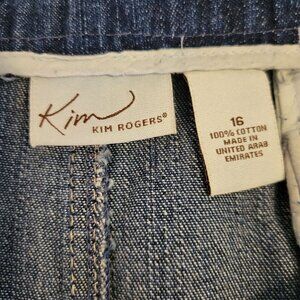 Kim
KIM ROGERS®
16
100% COTTON
MADE IN
UNITED ARAB
EMIRATES